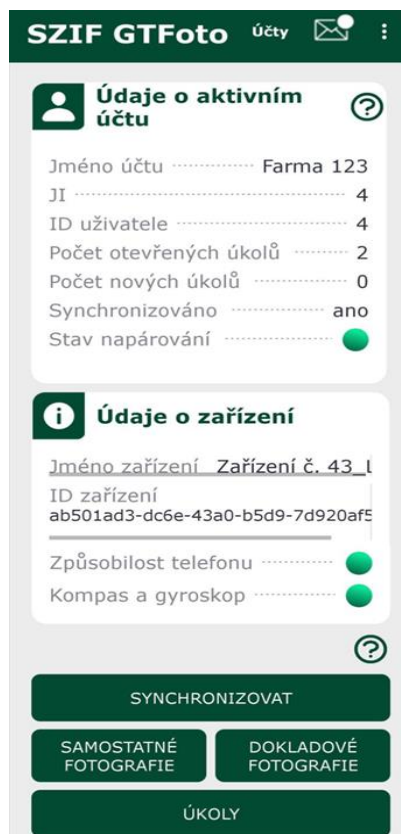 SZIF GTFoto Účty
Údaje o aktivním
účtu
Jméno účtu Farma 123
JI 4
ID uživatele 4
Počet otevřených úkolů 2
Počet nových úkolů 0
Synchronizováno ano
Stav napárování
Údaje o zařízení
Jméno zařízení Zařízení č. 43_
ID zařízení
ab501ad3-dc6e-43a0-b5d9-7d920af5
Způsobilost telefonu
Kompas a gyroskop
SYNCHRONIZOVAT
SAMOSTATNÉ
FOTOGRAFIE
DOKLADOVÉ
FOTOGRAFIE
ÚKOLY